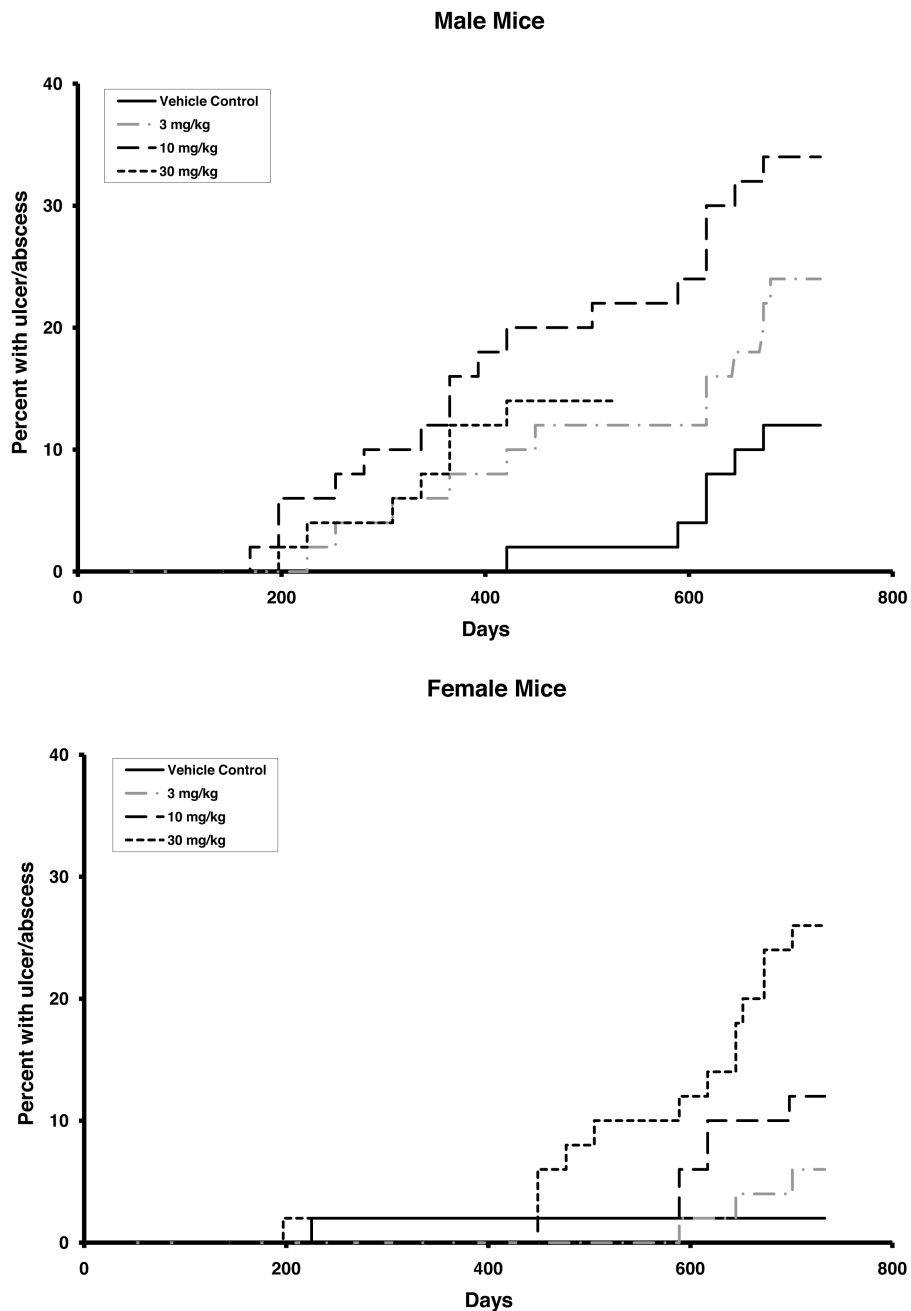 Male Mice
40
30
20
10
0
Percent with ulcer/abscess
Vehicle Control
3 mg/kg
10 mg/kg
30 mg/kg
0 200 400 600 800
Days
Female Mice
40
30
20
10
0
Percent with ulcer/abscess
Vehicle Control
3 mg/kg
10 mg/kg
30 mg/kg
0 200 400 600 800
Days